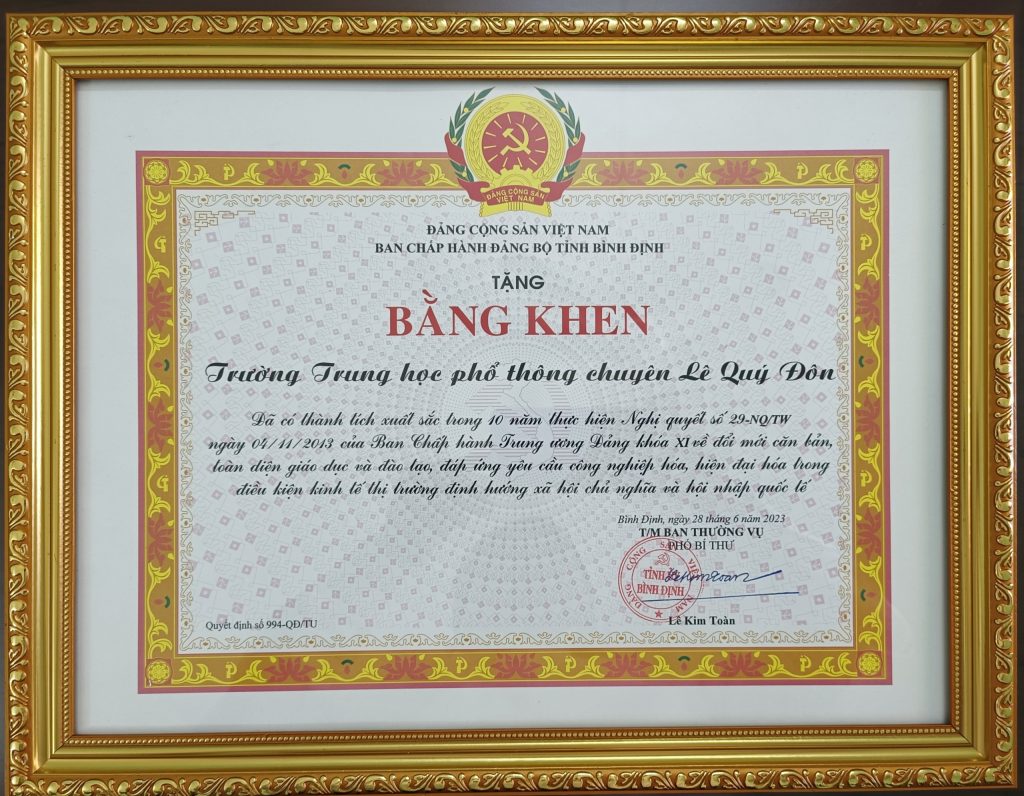 ĐẢNG CỘNG SẢN
VIỆT NAM
ĐẢNG CỘNG SẢN VIỆT NAM
BAN CHẤP HÀNH ĐẢNG BỘ TỈNH BÌNH ĐỊNH
TẶNG
BẰNG KHEN
Trường Trung học phổ thông chuyên Lê Quý Đôn
Đã có thành tích xuất sắc trong 10 năm thực hiện Nghị quyết số 29-NQ/TW
ngày 04/11/2013 của Ban Chấp hành Trung ương Đảng khóa XI về đổi mới căn bản,
toàn diện giáo dục và đào tạo, đáp ứng yêu cầu công nghiệp hóa, hiện đại hóa trong
điều kiện kinh tế thị trường định hướng xã hội chủ nghĩa và hội nhập quốc tế
Bình Định, ngày 28 tháng 6 năm 2023
T/M BAN THƯỜNG VỤ
PHÓ BÍ THƯ
ĐẢNG CỘNG SẢN VIỆT NAM
TỈNH
BÌNH ĐỊNH
Lê Kim Toàn
Quyết định số 994-QĐ/TU